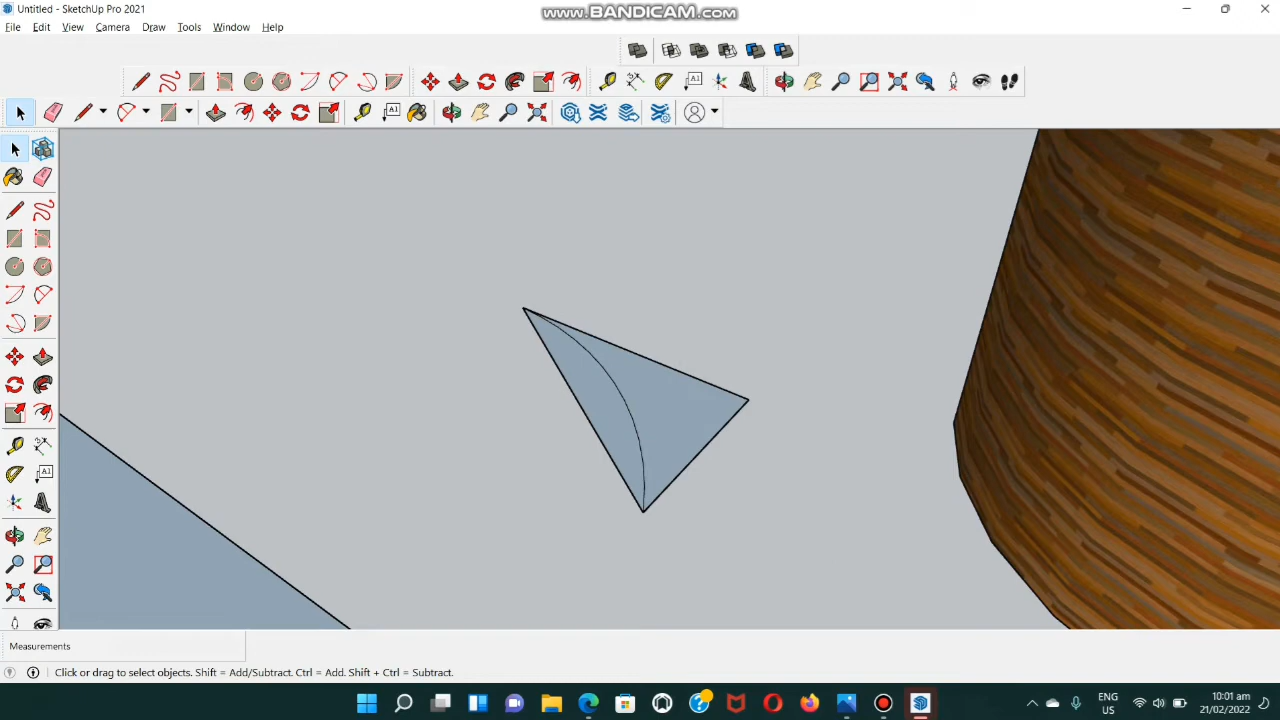 Untitled - SketchUp Pro 2021
www.BANDICAM.com
File Edit View Camera Draw Tools Window Help
Measurements
Click or drag to select objects. Shift = Add/Subtract. Ctrl = Add. Shift + Ctrl = Subtract.
ENG
US
10:01 am
21/02/2022